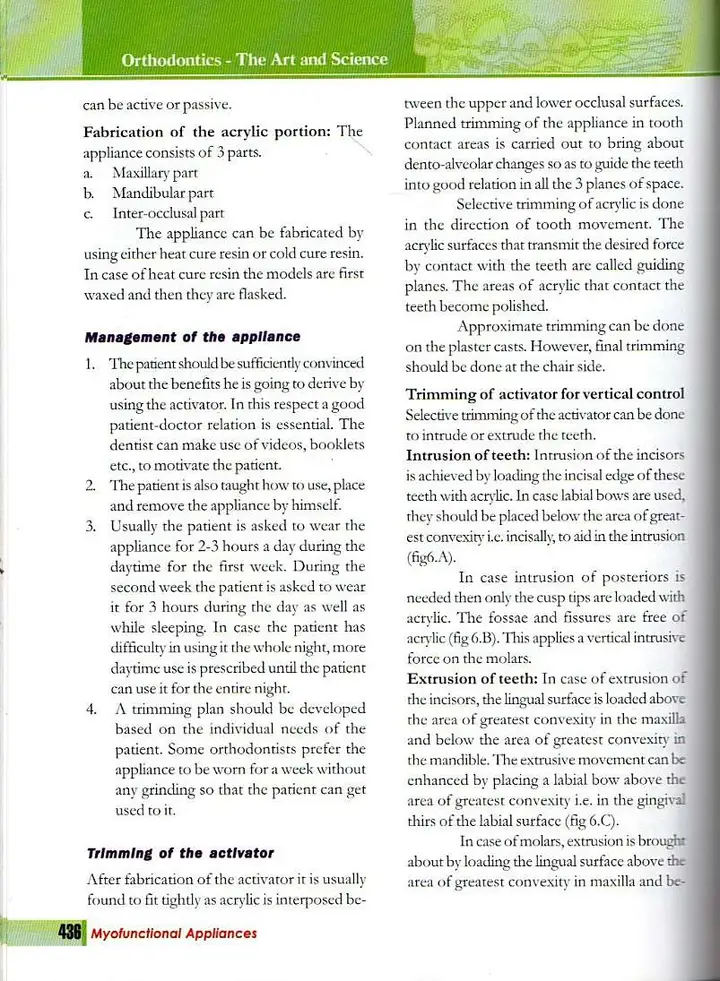 Orthodontics - The Art and Science
can be active or passive.
Fabrication of the acrylic portion: The
appliance consists of 3 parts.
a. Maxillary part
b. Mandibular part
c. Inter-occlusal part
The appliance can be fabricated by
using either heat cure resin or cold cure resin.
In case of heat cure resin the models are first
waxed and then they are flasked.
Management of the appliance
1. The patient should be sufficiently convinced
about the benefits he is going to derive by
using the activator. In this respect a good
patient-doctor relation is essential. The
dentist can make use of videos, booklets
etc., to motivate the patient.
2. The patient is also taught how to use, place
and remove the appliance by himself.
3. Usually the patient is asked to wear the
appliance for 2-3 hours a day during the
daytime for the first week. During the
second week the patient is asked to wear
it for 3 hours during the day as well as
while sleeping. In case the patient has
difficulty in using it the whole night, more
daytime use is prescribed until the patient
can use it for the entire night.
4. A trimming plan should be developed
based on the individual needs of the
patient. Some orthodontists prefer the
appliance to be worn for a week without
any grinding so that the patient can get
used to it.
Trimming of the activator
After fabrication of the activator it is usually
found to fit tightly as acrylic is interposed be-
tween the upper and lower occlusal surfaces.
Planned trimming of the appliance in tooth
contact areas is carried out to bring about
dento-alveolar changes so as to guide the teeth
into good relation in all the 3 planes of space.
Selective trimming of acrylic is done
in the direction of tooth movement. The
acrylic surfaces that transmit the desired force
by contact with the teeth are called guiding
planes. The areas of acrylic that contact the
teeth become polished.
Approximate trimming can be done
on the plaster casts. However, final trimming
should be done at the chair side.
Trimming of activator for vertical control
Selective trimming of the activator can be done
to intrude or extrude the teeth.
Intrusion of teeth: Intrusion of the incisors
is achieved by loading the incisal edge of these
teeth with acrylic. In case labial bows are used,
they should be placed below the area of great-
est convexity i.e. incisally, to aid in the intrusion
(fig6.A).
In case intrusion of posteriors is
needed then only the cusp tips are loaded with
acrylic. The fossae and fissures are free of
acrylic (fig 6.B). This applies a vertical intrusive
force on the molars.
Extrusion of teeth: In case of extrusion of
the incisors, the lingual surface is loaded above
the area of greatest convexity in the maxilla
and below the area of greatest convexity in
the mandible. The extrusive movement can be
enhanced by placing a labial bow above the
area of greatest convexity i.e. in the gingival
thirs of the labial surface (fig 6.C).
In case of molars, extrusion is brought
about by loading the lingual surface above the
area of greatest convexity in maxilla and be-
436 Myofunctional Appliances